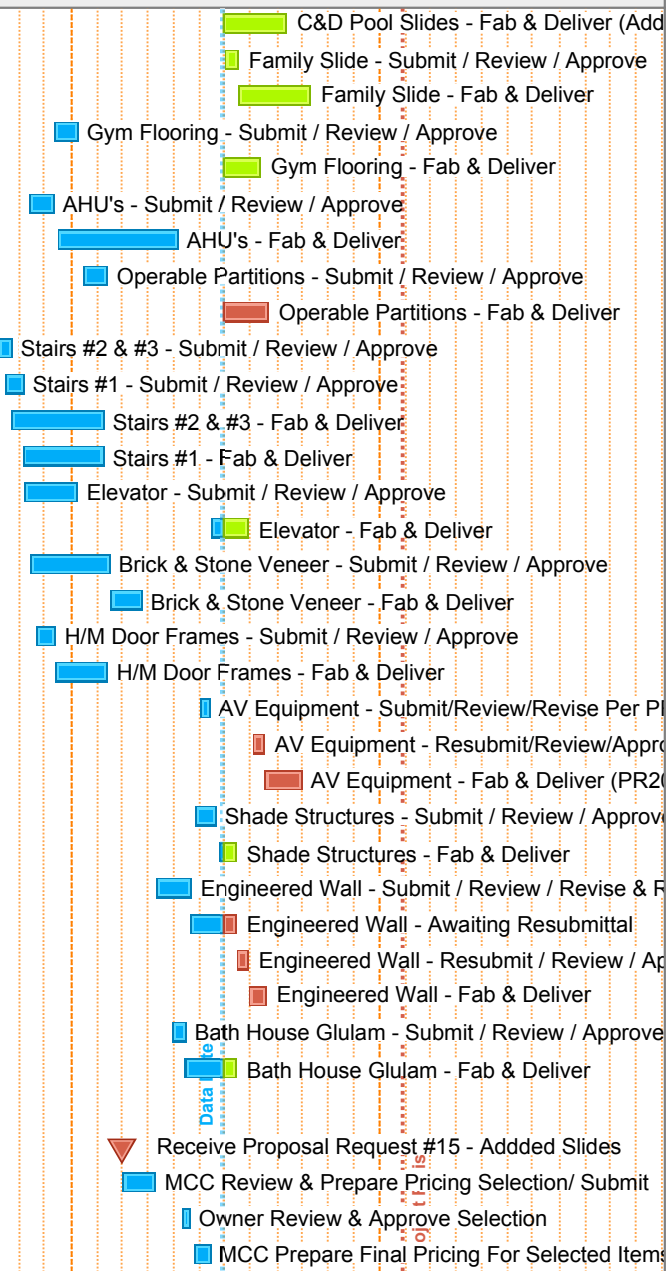 C&D Pool Slides - Fab & Deliver (Add
Family Slide - Submit / Review / Approve
Family Slide - Fab & Deliver
Gym Flooring - Submit / Review / Approve
Gym Flooring - Fab & Deliver
AHU's - Submit / Review / Approve
AHU's - Fab & Deliver
Operable Partitions - Submit / Review / Approve
Operable Partitions - Fab & Deliver
Stairs #2 & #3 - Submit / Review / Approve
Stairs #1 - Submit / Review / Approve
Stairs #2 & #3 - Fab & Deliver
Stairs #1 - Fab & Deliver
Elevator - Submit / Review / Approve
Elevator - Fab & Deliver
Brick & Stone Veneer - Submit / Review / Approve
Brick & Stone Veneer - Fab & Deliver
H/M Door Frames - Submit / Review / Approve
H/M Door Frames - Fab & Deliver
AV Equipment - Submit/Review/Revise Per
AV Equipment - Resubmit/Review/Appro
AV Equipment - Fab & Deliver (PR20
Shade Structures - Submit / Review / Approve
Shade Structures - Fab & Deliver
Engineered Wall - Submit / Review / Revise & R
Engineered Wall - Awaiting Resubmittal
Engineered Wall - Resubmit / Review / Ap
Engineered Wall - Fab & Deliver
Bath House Glulam - Submit / Review / Approve
Bath House Glulam - Fab & Deliver
Data
Receive Proposal Request #15 - Addded Slides
MCC Review & Prepare Pricing Selection/ Submit
Owner Review & Approve Selection
MCC Prepare Final Pricing For Selected Items